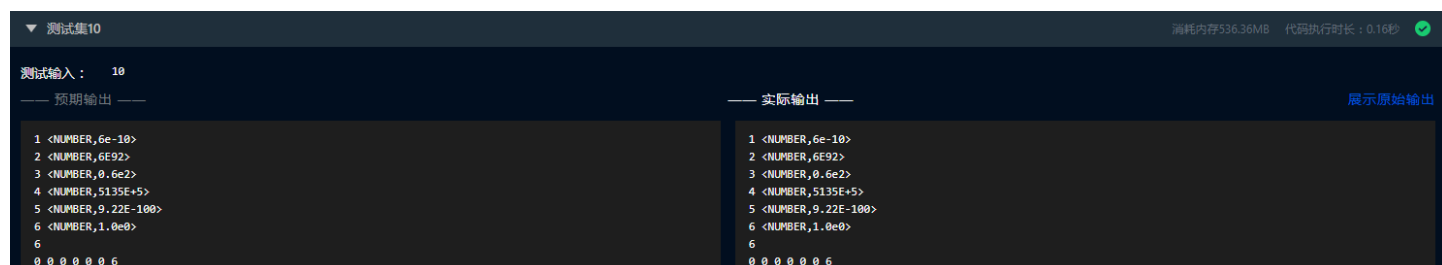 ▼ 测试集10 消耗内存536.36MB 代码执行时长：0.16秒
测试输入： 10
—— 预期输出 ——
1 <NUMBER,6e-10>
2 <NUMBER,6E92>
3 <NUMBER,0.6e2>
4 <NUMBER,5135E+5>
5 <NUMBER,9.22E-100>
6 <NUMBER,1.0e0>
6
0 0 0 0 0 0 6
—— 实际输出 —— 展示原始输出
1 <NUMBER,6e-10>
2 <NUMBER,6E92>
3 <NUMBER,0.6e2>
4 <NUMBER,5135E+5>
5 <NUMBER,9.22E-100>
6 <NUMBER,1.0e0>
6
0 0 0 0 0 0 6